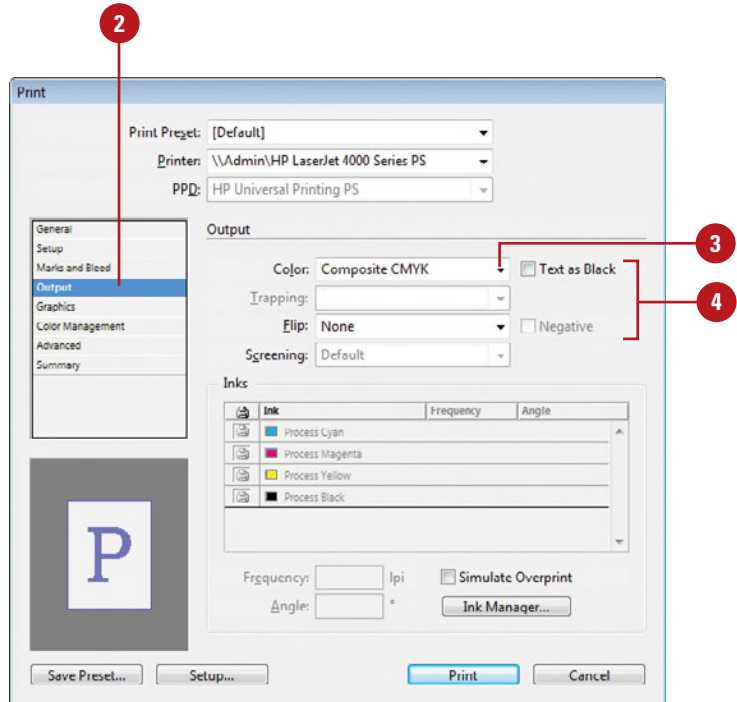 2
Print
Print Preset: [Default]
Printer: \\Admin\HP LaserJet 4000 Series PS
PPD: HP Universal Printing PS
General
Setup
Marks and Bleed
Output
Graphics
Color Management
Advanced
Summary
Output
3
Color: Composite CMYK Text as Black
4
Trapping:
Flip: None Negative
Screening: Default
Inks
Ink Frequency Angle
Process Cyan
Process Magenta
Process Yellow
Process Black
P
Frequency: lpi Simulate Overprint
Angle: ° Ink Manager...
Save Preset... Setup... Print Cancel